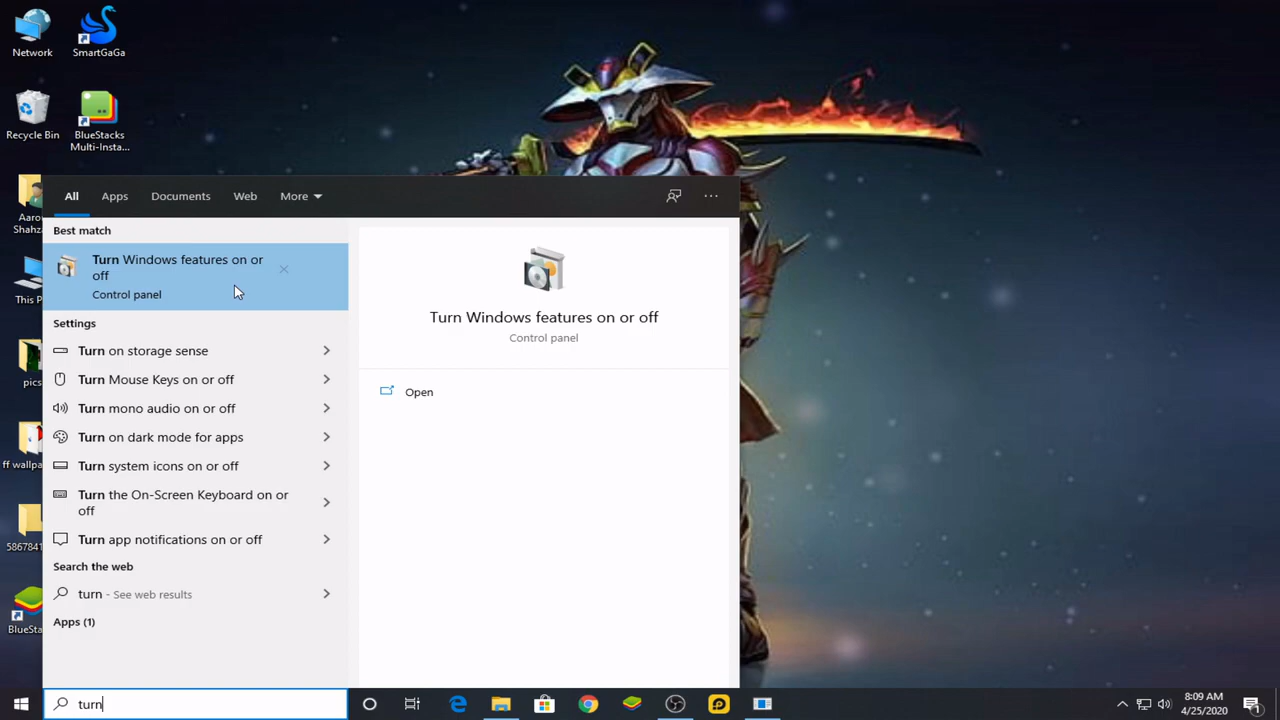 Network
SmartGaGa
Recycle Bin
BlueStacks
Multi-Insta...
Aaro
Shahza
This P
pics
ff wallpa
5867841
BlueSta
All
Apps
Documents
Web
More
Best match
Turn Windows features on or
off
Control panel
Settings
Turn on storage sense
Turn Mouse Keys on or off
Turn mono audio on or off
Turn on dark mode for apps
Turn system icons on or off
Turn the On-Screen Keyboard on or
off
Turn app notifications on or off
Search the web
turn - See web results
Apps (1)
Turn Windows features on or off
Control panel
Open
turn
8:09 AM
4/25/2020
1